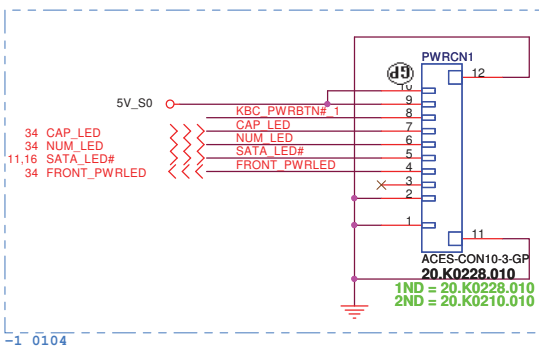 PWRCN1
GP
12
10
5V_S0
9
KBC_PWRBTN#_1
8
34 CAP_LED
CAP_LED
7
34 NUM_LED
NUM_LED
6
11,16 SATA_LED#
SATA_LED#
5
34 FRONT_PWRLED
FRONT_PWRLED
4
3
2
1
11
ACES-CON10-3-GP
20.K0228.010
1ND = 20.K0228.010
2ND = 20.K0210.010
-1 0104